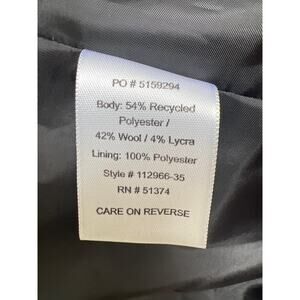 PO # 5159294
Body: 54% Recycled
Polyester /
42% Wool / 4% Lycra
Lining: 100% Polyester
Style # 112966-35
RN # 51374
CARE ON REVERSE